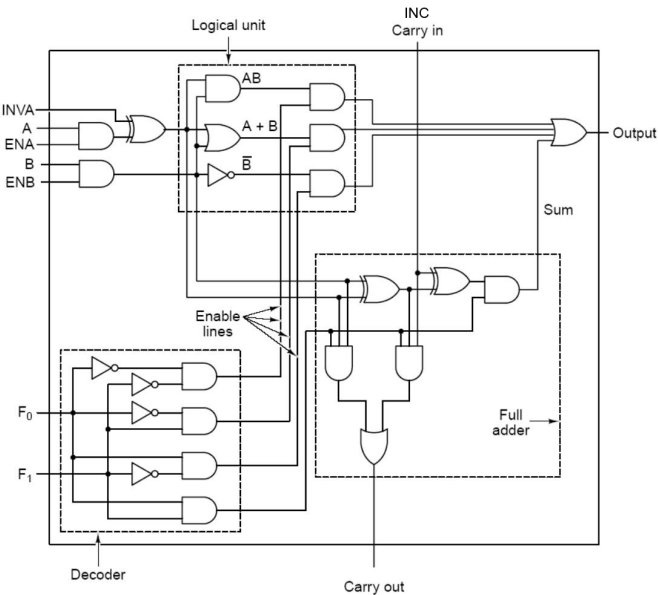 INC
Carry in
Logical unit
AB
INVA
A
ENA
A + B
B
ENB
B̅
Output
Sum
Enable
lines
F₀
F₁
Full
adder
Decoder
Carry out